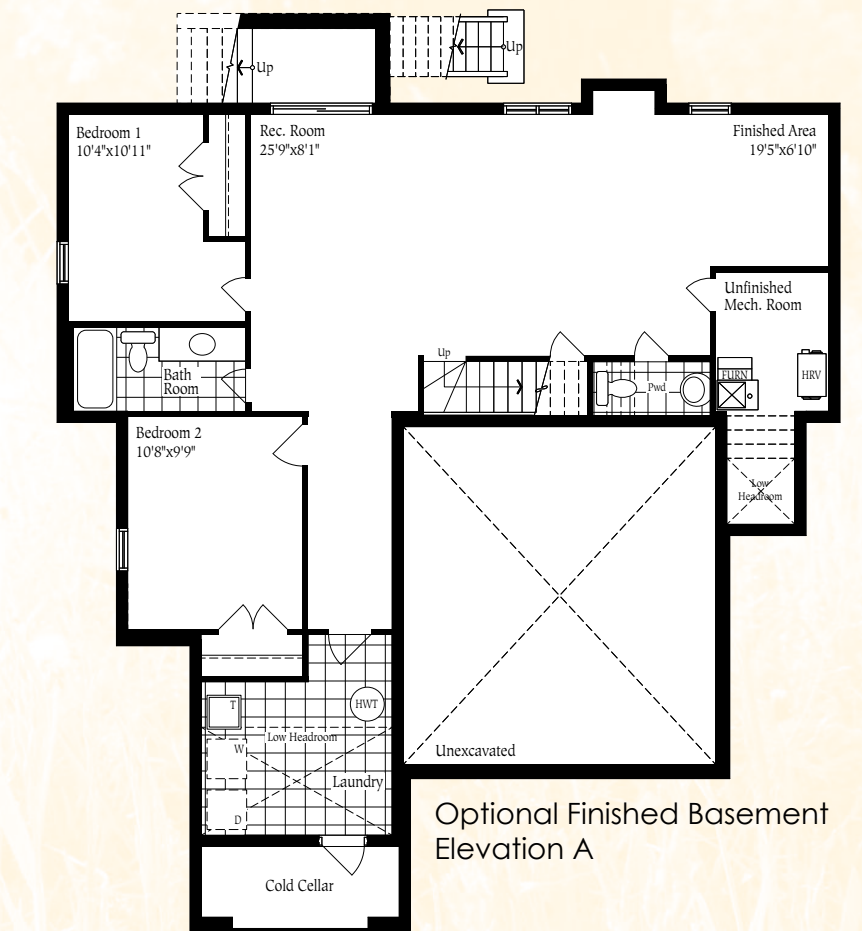 Up
Up
Bedroom 1
10'4"x10'11"
Rec. Room
25'9"x8'1"
Finished Area
19'5"x6'10"
Unfinished
Mech. Room
Up
FURN
HRV
Bath
Room
Pwd
Bedroom 2
10'8"x9'9"
Low
Headroom
T
HWT
Low Headroom
W
Unexcavated
Laundry
D
Optional Finished Basement
Elevation A
Cold Cellar